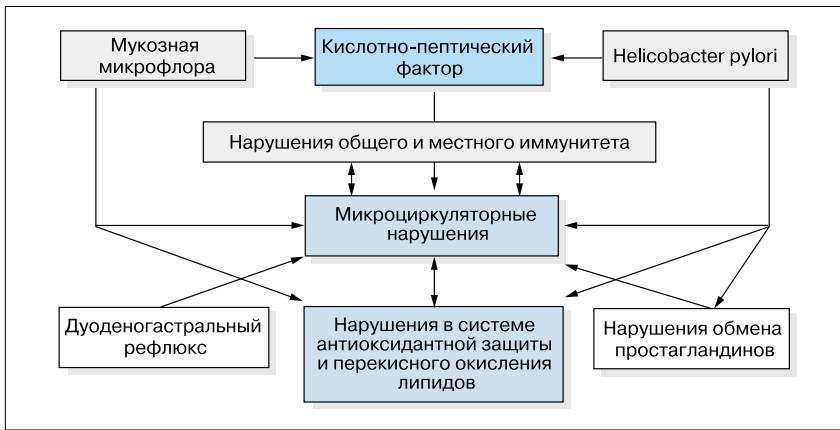 Мукозная
микрофлора
Кислотно-пептический
фактор
Helicobacter pylori
Нарушения общего и местного иммунитета
Микроциркуляторные
нарушения
Дуоденогастральный
рефлюкс
Нарушения в системе
антиоксидантной защиты
и перекисного окисления
липидов
Нарушения обмена
простагландинов